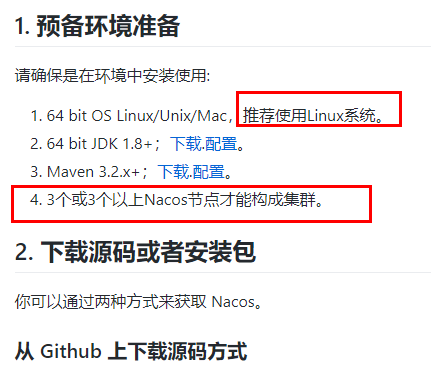 1. 预备环境准备
请确保是在环境中安装使用:
1. 64 bit OS Linux/Unix/Mac，推荐使用Linux系统。
2. 64 bit JDK 1.8+；下载.配置。
3. Maven 3.2.x+；下载.配置。
4. 3个或3个以上Nacos节点才能构成集群。
2. 下载源码或者安装包
你可以通过两种方式来获取 Nacos。
从 Github 上下载源码方式